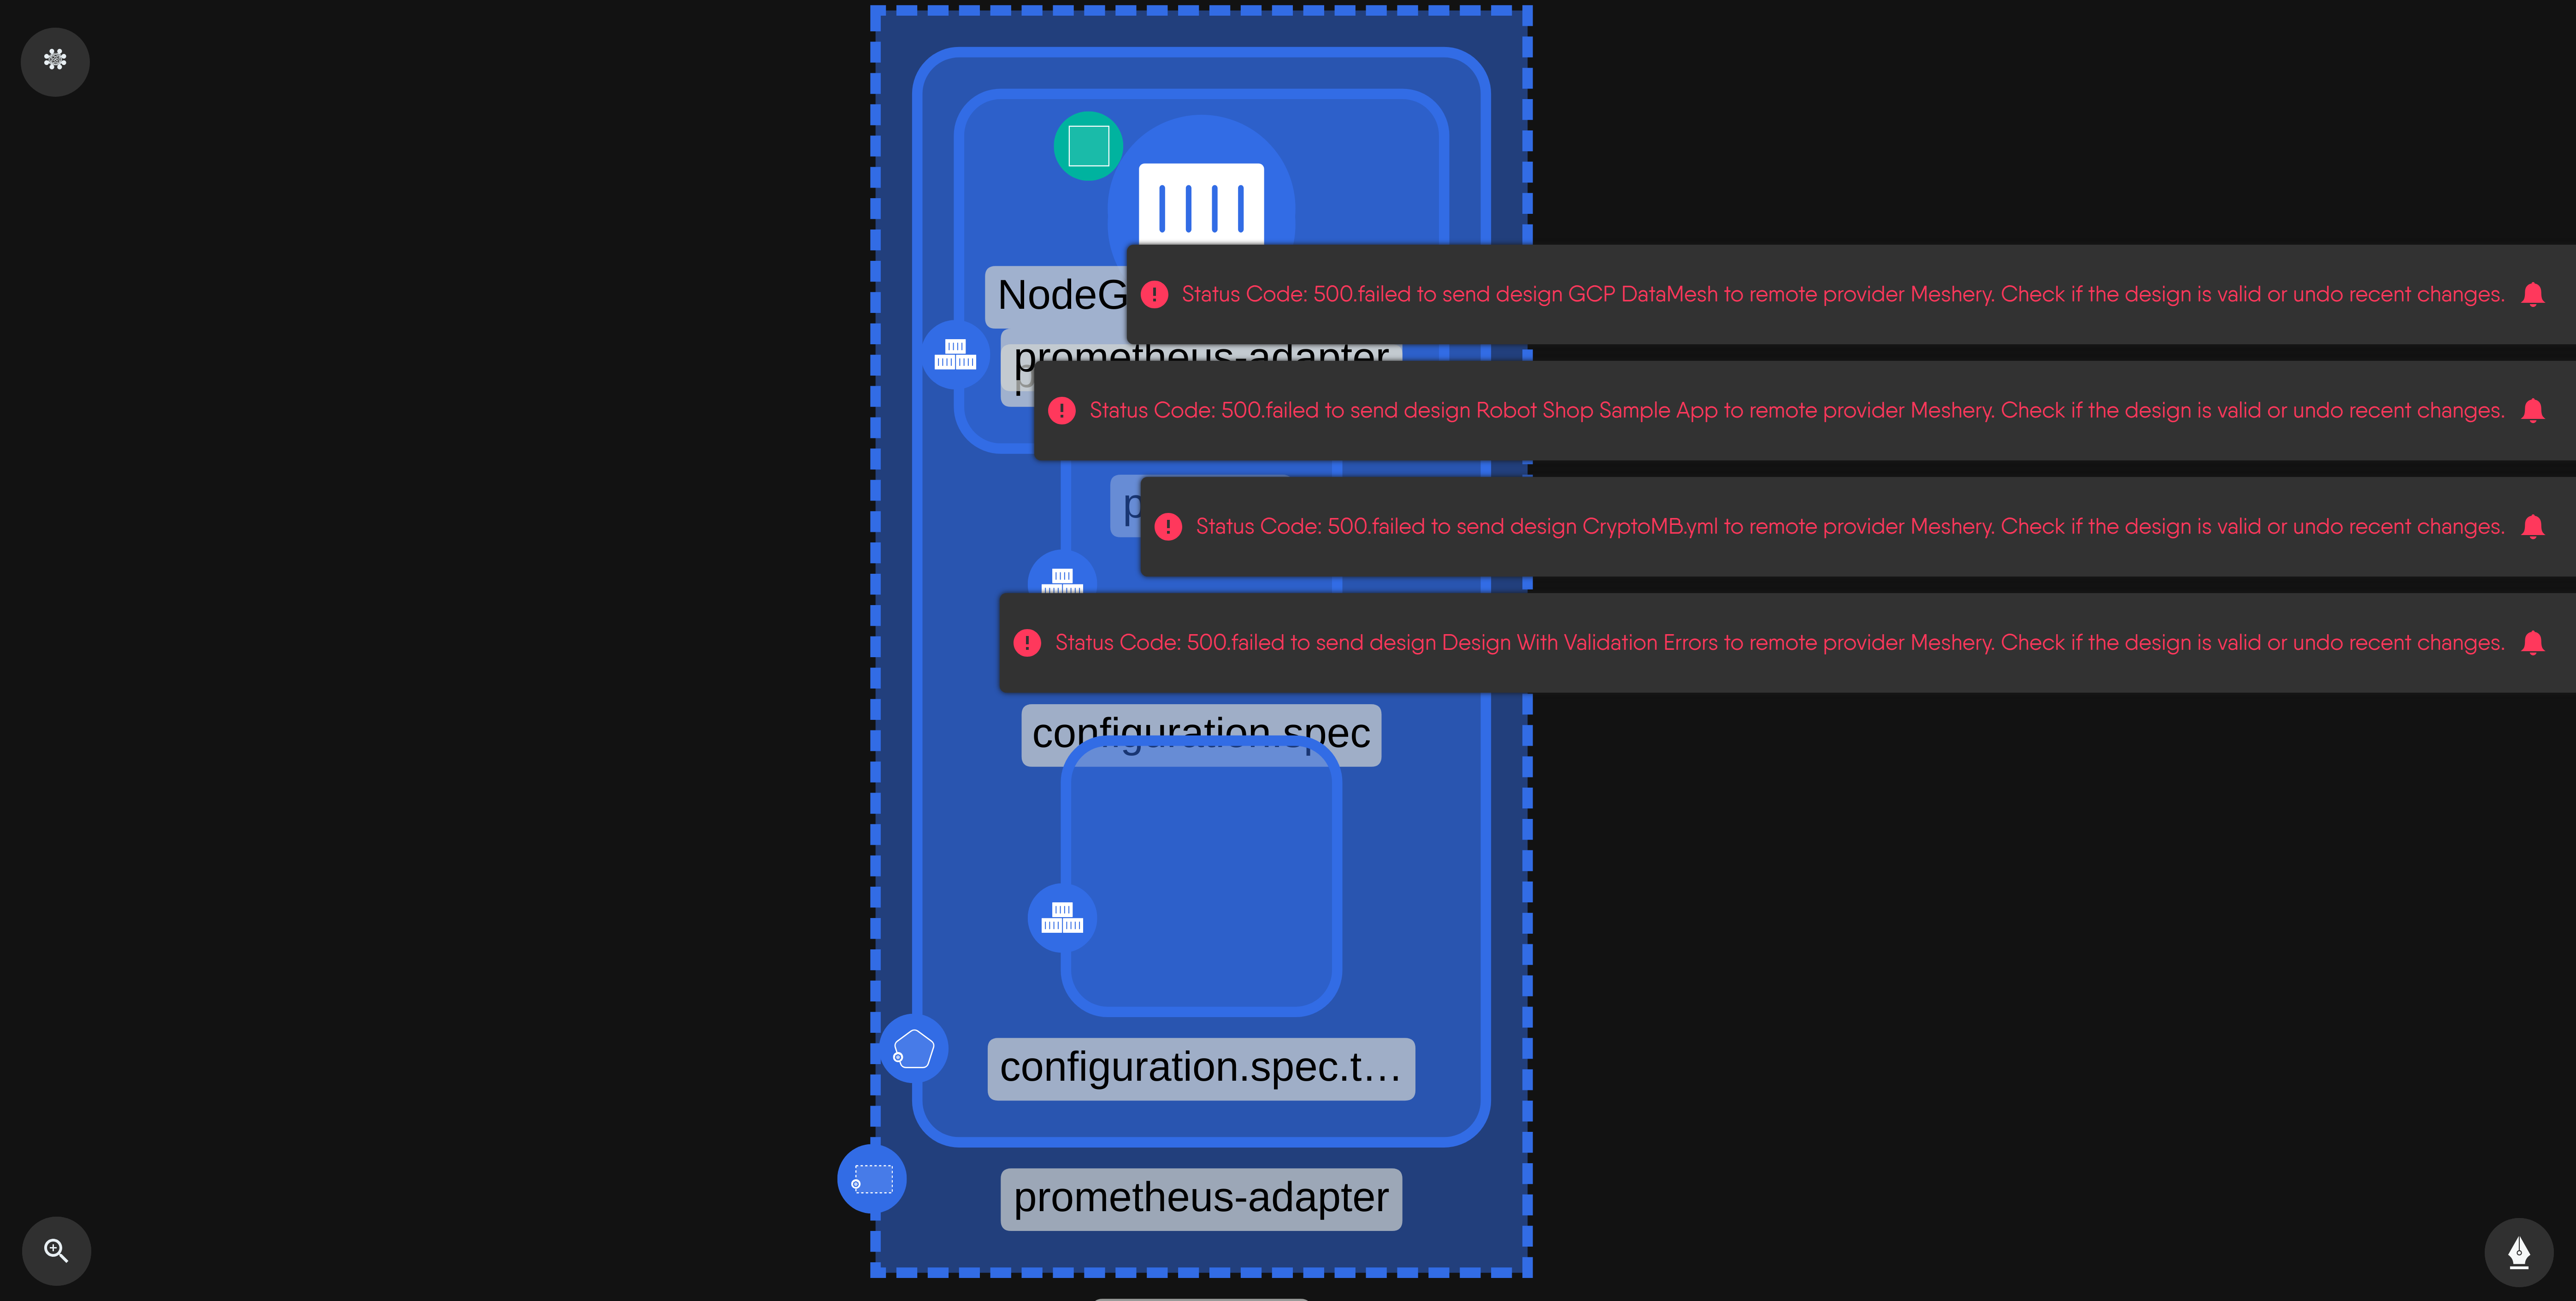 NodeG
Status Code: 500.failed to send design GCP DataMesh to remote provider Meshery. Check if the design is valid or undo recent changes.
prometheus-adapter
Status Code: 500.failed to send design Robot Shop Sample App to remote provider Meshery. Check if the design is valid or undo recent changes.
p
Status Code: 500.failed to send design CryptoMB.yml to remote provider Meshery. Check if the design is valid or undo recent changes.
Status Code: 500.failed to send design Design With Validation Errors to remote provider Meshery. Check if the design is valid or undo recent changes.
configuration.spec
configuration.spec.t…
prometheus-adapter